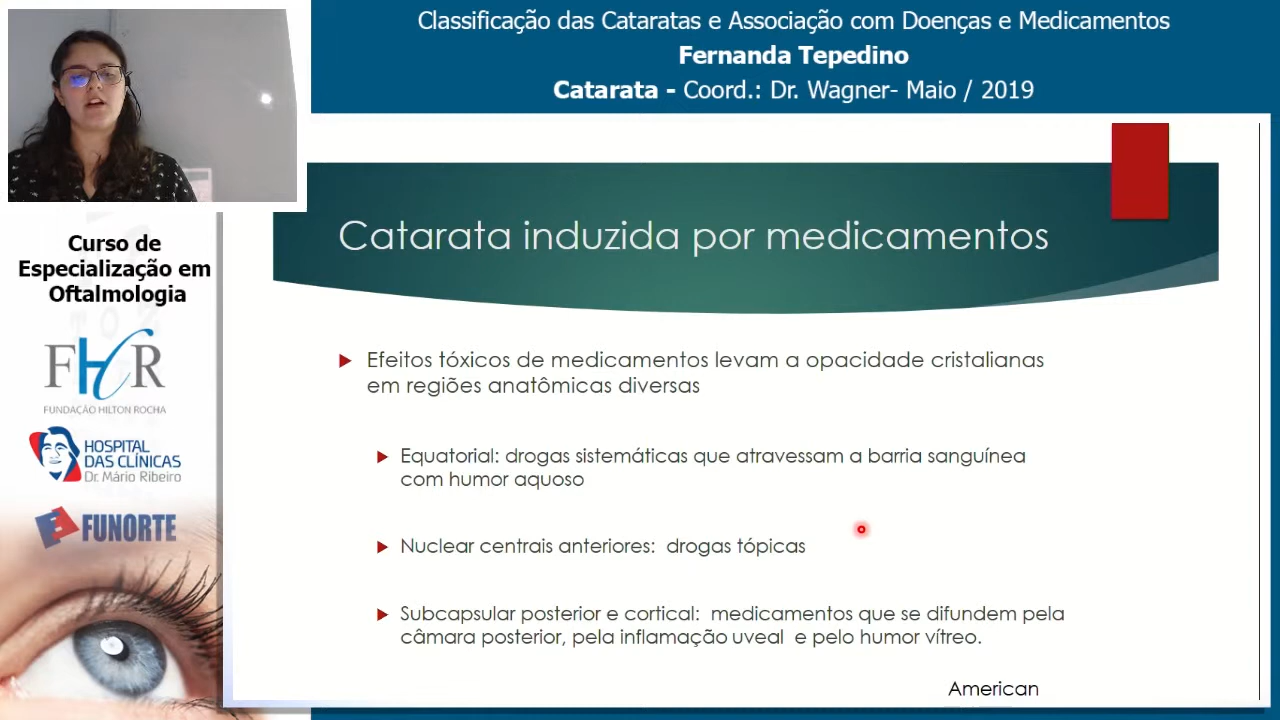 Classificação das Cataratas e Associação com Doenças e Medicamentos
Fernanda Tepedino
Catarata - Coord.: Dr. Wagner- Maio / 2019
Curso de
Especialização em
Oftalmologia
FHR
FUNDAÇÃO HILTON ROCHA
HOSPITAL
DAS CLÍNICAS
Dr. Mário Ribeiro
FUNORTE
Catarata induzida por medicamentos
Efeitos tóxicos de medicamentos levam a opacidade cristalianas
em regiões anatômicas diversas
Equatorial: drogas sistemáticas que atravessam a barria sanguínea
com humor aquoso
Nuclear centrais anteriores: drogas tópicas
Subcapsular posterior e cortical: medicamentos que se difundem pela
câmara posterior, pela inflamação uveal e pelo humor vítreo.
American